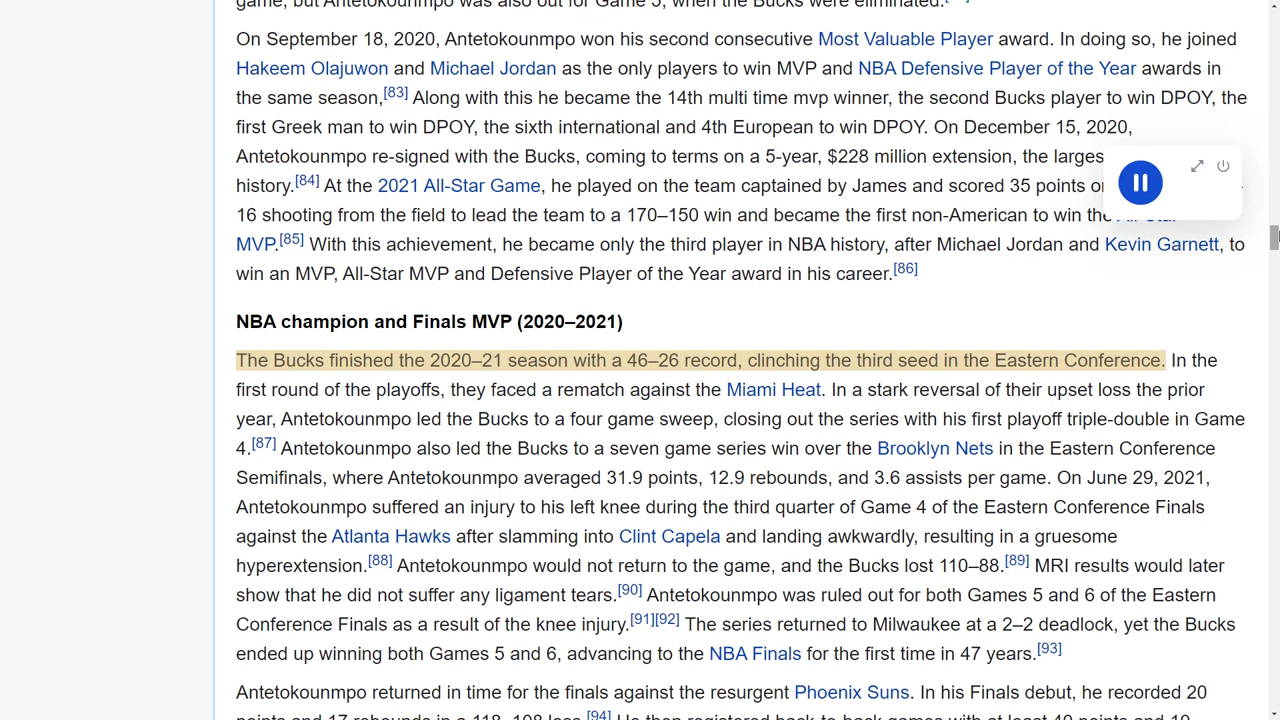 On September 18, 2020, Antetokounmpo won his second consecutive Most Valuable Player award. In doing so, he joined
Hakeem Olajuwon and Michael Jordan as the only players to win MVP and NBA Defensive Player of the Year awards in
the same season,[83] Along with this he became the 14th multi time mvp winner, the second Bucks player to win DPOY, the
first Greek man to win DPOY, the sixth international and 4th European to win DPOY. On December 15, 2020,
Antetokounmpo re-signed with the Bucks, coming to terms on a 5-year, $228 million extension, the larges
history.[84] At the 2021 All-Star Game, he played on the team captained by James and scored 35 points
16 shooting from the field to lead the team to a 170–150 win and became the first non-American to win the
MVP.[85] With this achievement, he became only the third player in NBA history, after Michael Jordan and Kevin Garnett, to
win an MVP, All-Star MVP and Defensive Player of the Year award in his career.[86]
NBA champion and Finals MVP (2020–2021)
The Bucks finished the 2020–21 season with a 46–26 record, clinching the third seed in the Eastern Conference. In the
first round of the playoffs, they faced a rematch against the Miami Heat. In a stark reversal of their upset loss the prior
year, Antetokounmpo led the Bucks to a four game sweep, closing out the series with his first playoff triple-double in Game
4.[87] Antetokounmpo also led the Bucks to a seven game series win over the Brooklyn Nets in the Eastern Conference
Semifinals, where Antetokounmpo averaged 31.9 points, 12.9 rebounds, and 3.6 assists per game. On June 29, 2021,
Antetokounmpo suffered an injury to his left knee during the third quarter of Game 4 of the Eastern Conference Finals
against the Atlanta Hawks after slamming into Clint Capela and landing awkwardly, resulting in a gruesome
hyperextension.[88] Antetokounmpo would not return to the game, and the Bucks lost 110–88.[89] MRI results would later
show that he did not suffer any ligament tears.[90] Antetokounmpo was ruled out for both Games 5 and 6 of the Eastern
Conference Finals as a result of the knee injury.[91][92] The series returned to Milwaukee at a 2–2 deadlock, yet the Bucks
ended up winning both Games 5 and 6, advancing to the NBA Finals for the first time in 47 years.[93]
Antetokounmpo returned in time for the finals against the resurgent Phoenix Suns. In his Finals debut, he recorded 20